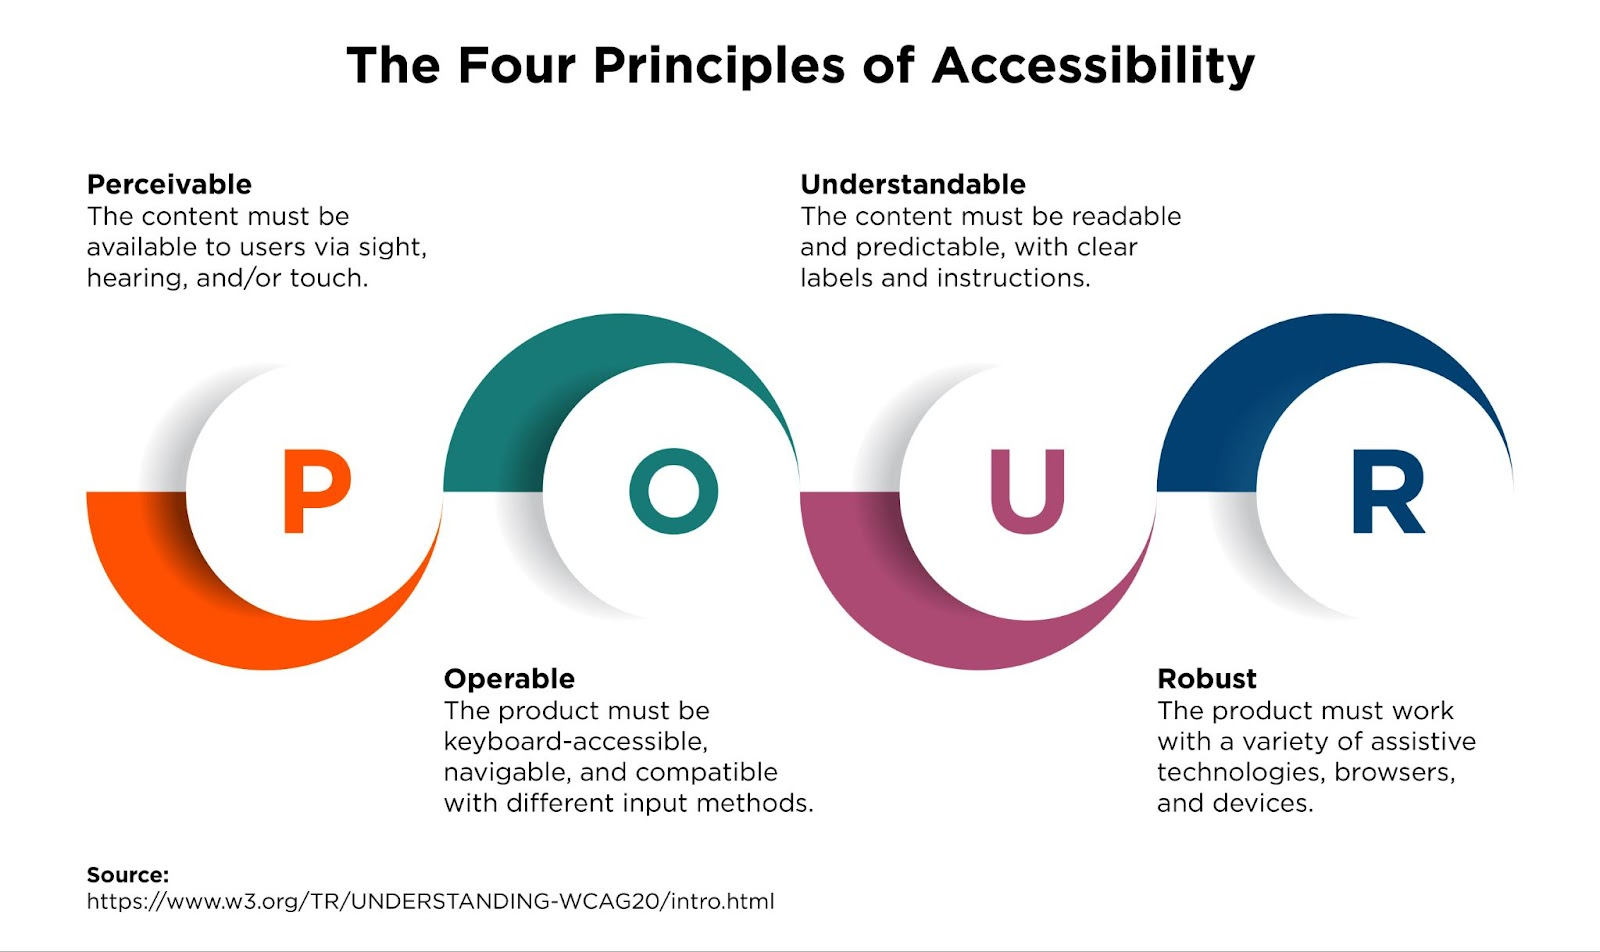 The Four Principles of Accessibility
Perceivable
The content must be
available to users via sight,
hearing, and/or touch.
Understandable
The content must be readable
and predictable, with clear
labels and instructions.
P
O
U
R
Operable
The product must be
keyboard-accessible,
navigable, and compatible
with different input methods.
Robust
The product must work
with a variety of assistive
technologies, browsers,
and devices.
Source:
https://www.w3.org/TR/UNDERSTANDING-WCAG20/intro.html